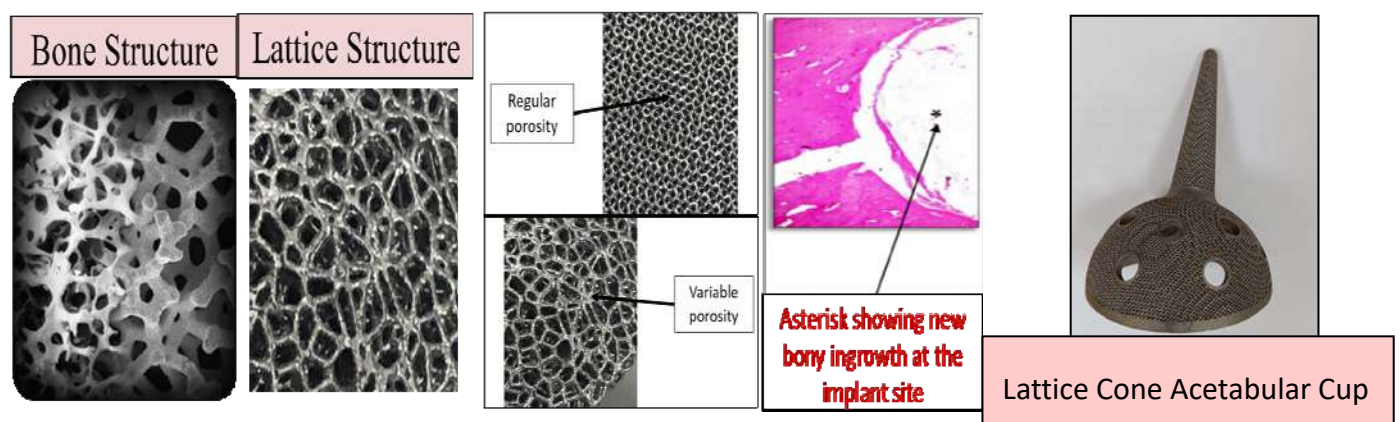 Bone Structure
Lattice Structure
Regular
porosity
Variable
porosity
*
Asterisk showing new
bony ingrowth at the
implant site
Lattice Cone Acetabular Cup